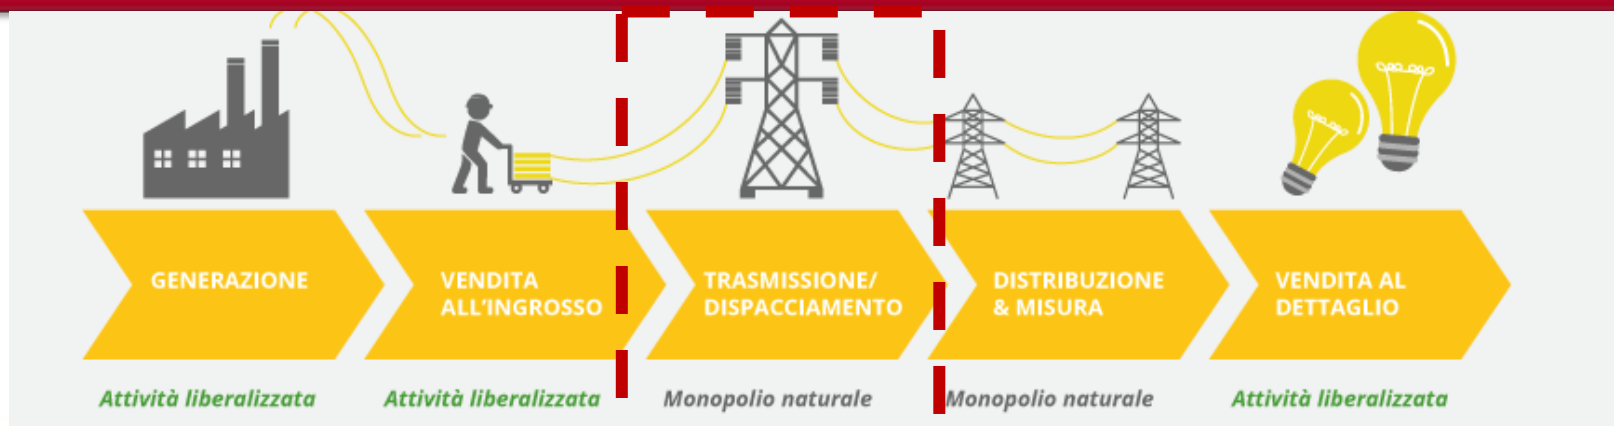 GENERAZIONE
VENDITA
ALL'INGROSSO
TRASMISSIONE/
DISPACCIAMENTO
DISTRIBUZIONE
& MISURA
VENDITA AL
DETTAGLIO
Attività liberalizzata
Attività liberalizzata
Monopolio naturale
Monopolio naturale
Attività liberalizzata